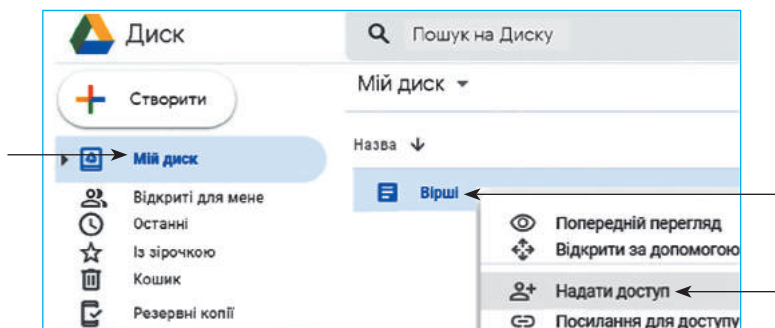 Диск
Пошук на Диску
Створити
Мій диск
Мій диск
Назва
Вірші
Відкриті для мене
Останні
Із зірочкою
Кошик
Резервні копії
Попередній перегляд
Відкрити за допомогою
Надати доступ
Посилання для доступу